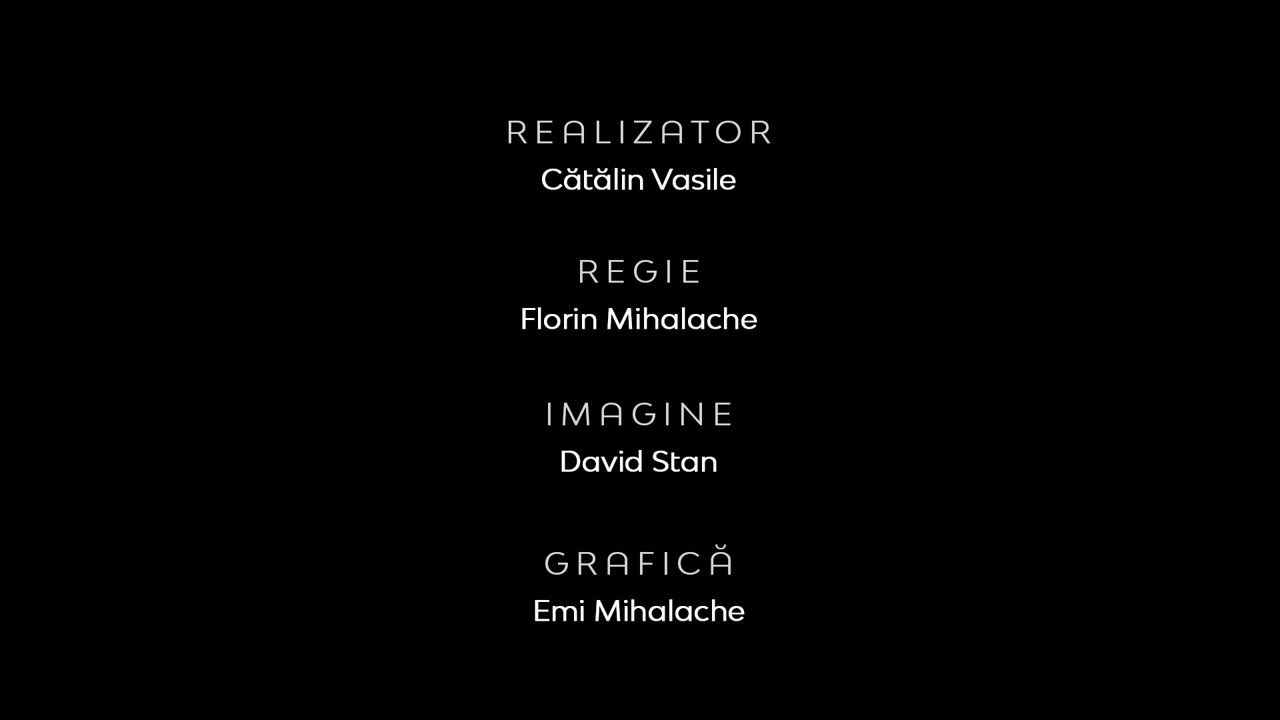 REALIZATOR
Cătălin Vasile
REGIE
Florin Mihalache
IMAGINE
David Stan
GRAFICĂ
Emi Mihalache